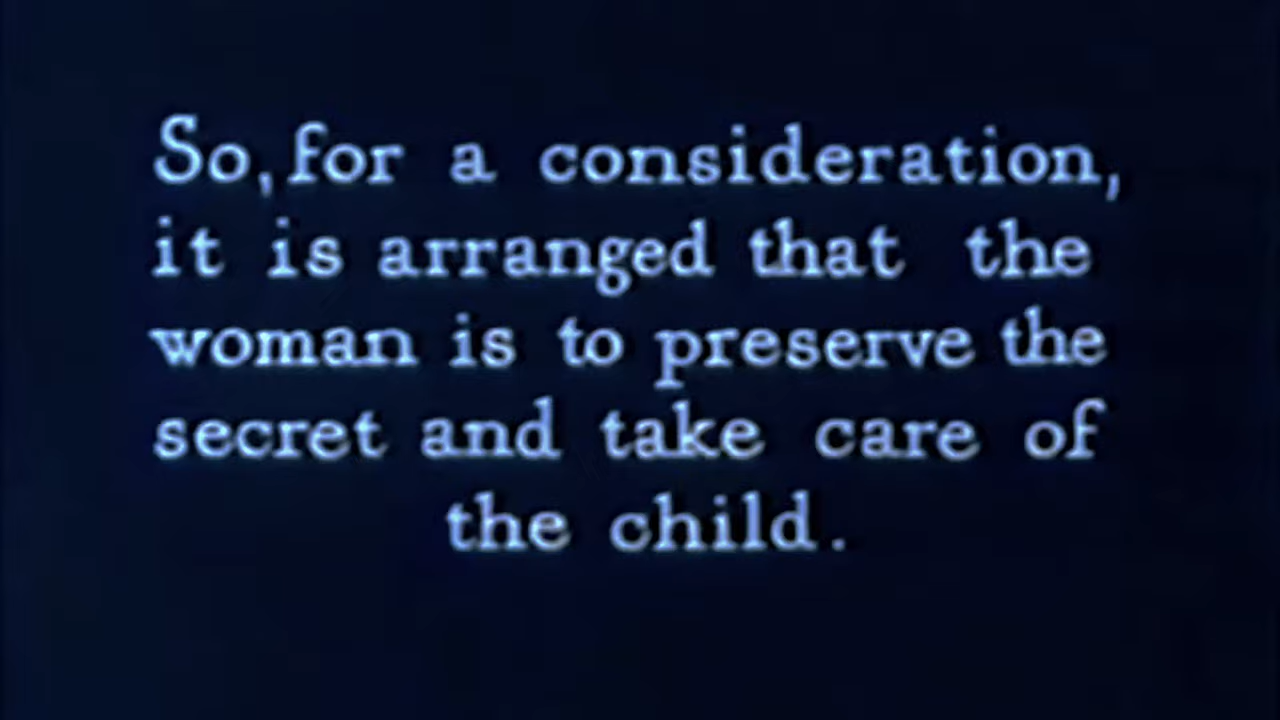 So, for a consideration,
it is arranged that the
woman is to preserve the
secret and take care of
the child.